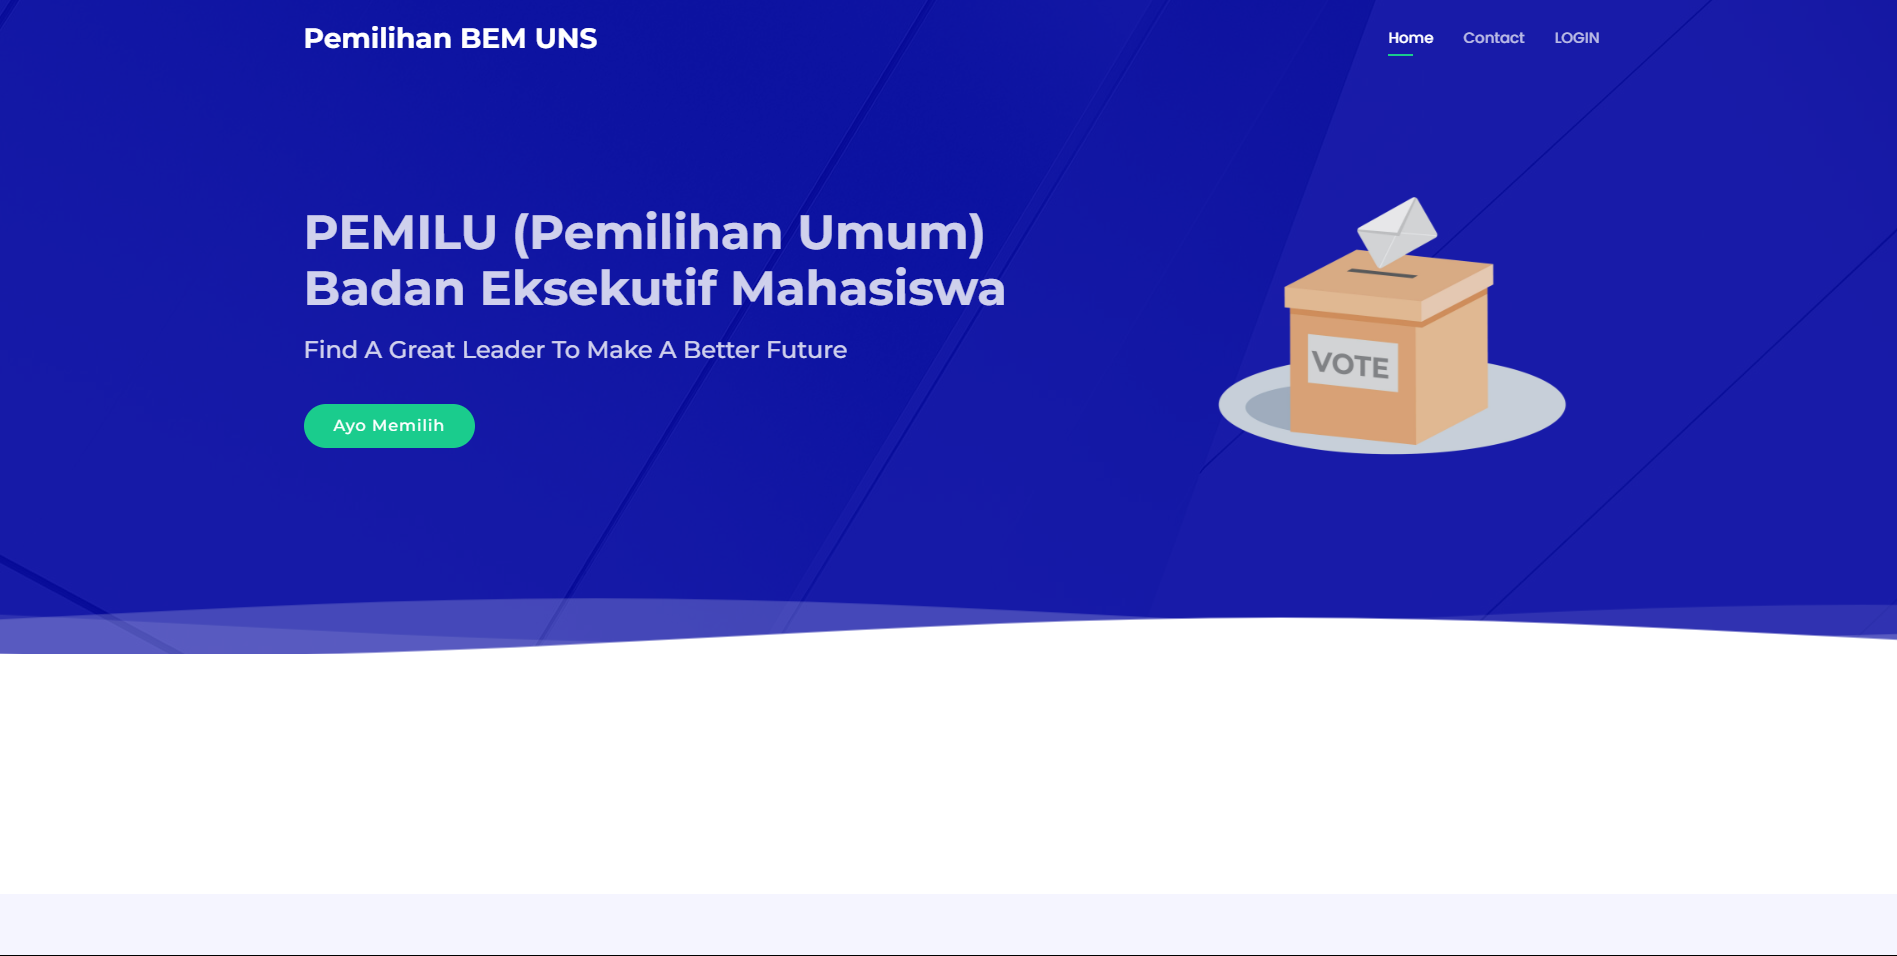 Pemilihan BEM UNS
Home
Contact
LOGIN
PEMILU (Pemilihan Umum)
Badan Eksekutif Mahasiswa
Find A Great Leader To Make A Better Future
Ayo Memilih
VOTE